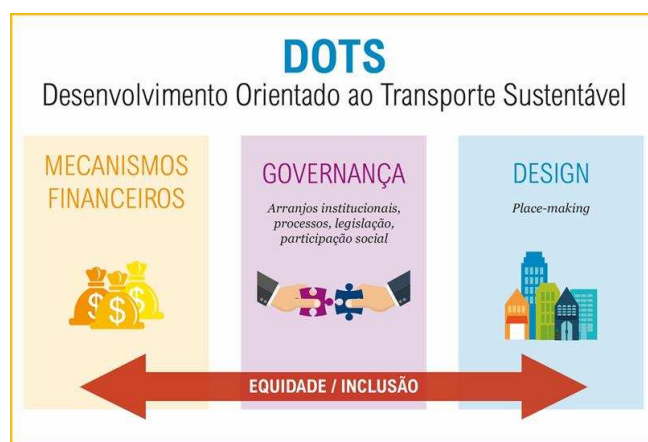 DOTS
Desenvolvimento Orientado ao Transporte Sustentável
MECANISMOS
FINANCEIROS
GOVERNANÇA
Arranjos institucionais,
processos, legislação,
participação social
DESIGN
Place-making
$ $ $
EQUIDADE / INCLUSÃO